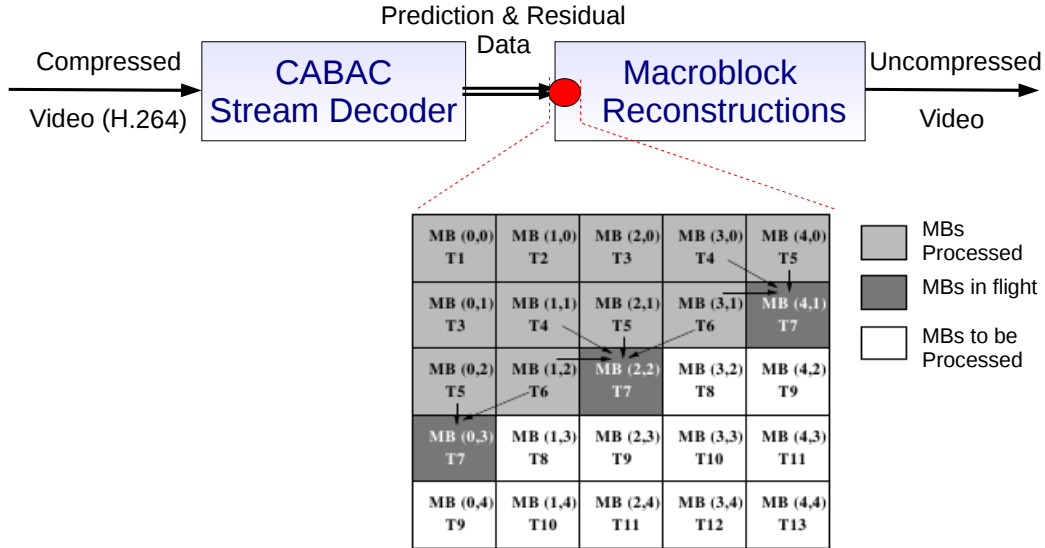 Prediction & Residual
Data
Compressed
Video (H.264)
CABAC
Stream Decoder
Macroblock
Reconstructions
Uncompressed
Video
MB (0,0) MB (1,0) MB (2,0) MB (3,0) MB (4,0)
T1 T2 T3 T4 T5
MB (0,1) MB (1,1) MB (2,1) MB (3,1) MB (4,1)
T3 T4 T5 T6 T7
MB (0,2) MB (1,2) MB (2,2) MB (3,2) MB (4,2)
T5 T6 T7 T8 T9
MB (0,3) MB (1,3) MB (2,3) MB (3,3) MB (4,3)
T7 T8 T9 T10 T11
MB (0,4) MB (1,4) MB (2,4) MB (3,4) MB (4,4)
T9 T10 T11 T12 T13
MBs
Processed
MBs in flight
MBs to be
Processed